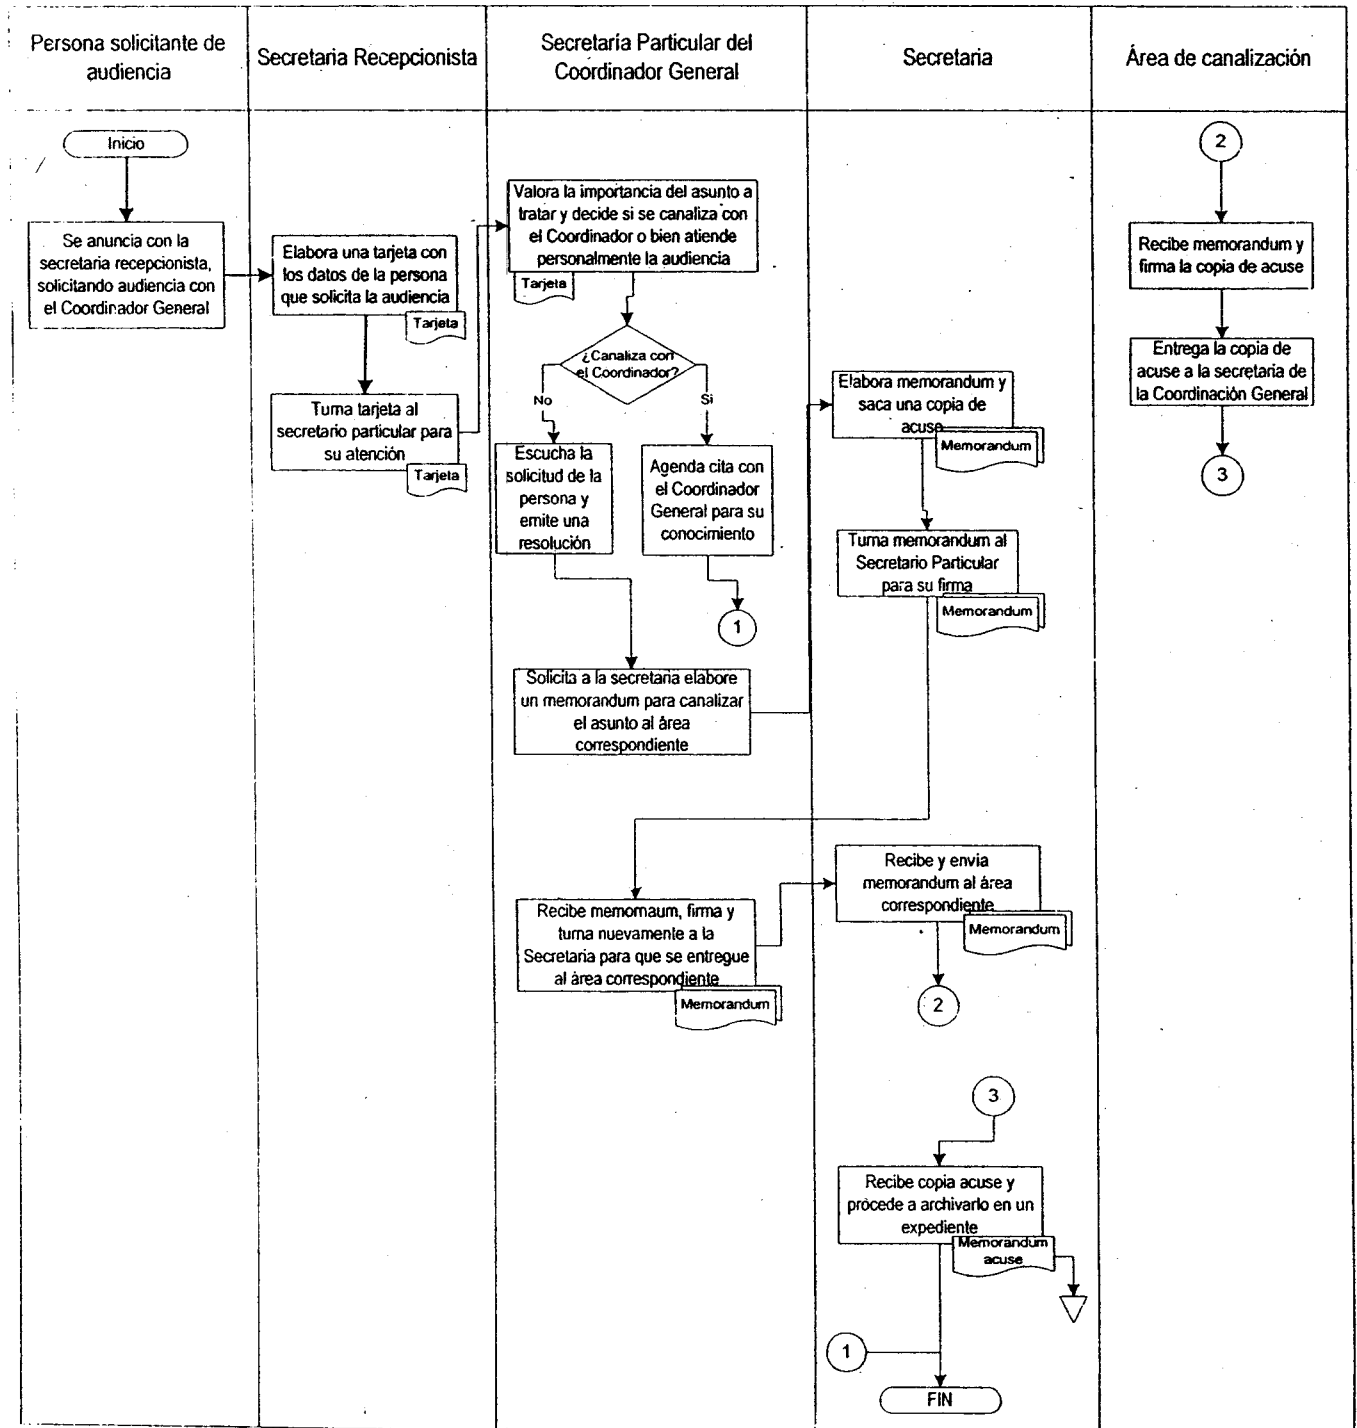 Persona solicitante de
audiencia
Secretaria Recepcionista
Secretaría Particular del
Coordinador General
Secretaria
Área de canalización
Inicio
Se anuncia con la
secretaria recepcionista,
solicitando audiencia con
el Coordinador General
Elabora una tarjeta con
los datos de la persona
que solicita la audiencia
Tarjeta
Turna tarjeta al
secretario particular para
su atención
Tarjeta
Valora la importancia del asunto a
tratar y decide si se canaliza con
el Coordinador o bien atiende
personalmente la audiencia
Tarjeta
¿Canaliza con
el Coordinador?
No
Si
Escucha la
solicitud de la
persona y
emite una
resolución
Agenda cita con
el Coordinador
General para su
conocimiento
1
Solicita a la secretaria elabore
un memorandum para canalizar
el asunto al área
correspondiente
Elabora memorandum y
saca una copia de
acuse
Memorandum
Turna memorandum al
Secretario Particular
para su firma
Memorandum
Recibe memornaum, firma y
turna nuevamente a la
Secretaria para que se entregue
al área correspondiente
Memorandum
Recibe y envia
memorandum al área
correspondiente
Memorandum
2
2
Recibe memorandum y
firma la copia de acuse
Entrega la copia de
acuse a la secretaria de
la Coordinación General
3
3
Recibe copia acuse y
procede a archivarlo en un
expediente
Memorandum
acuse
1
FIN